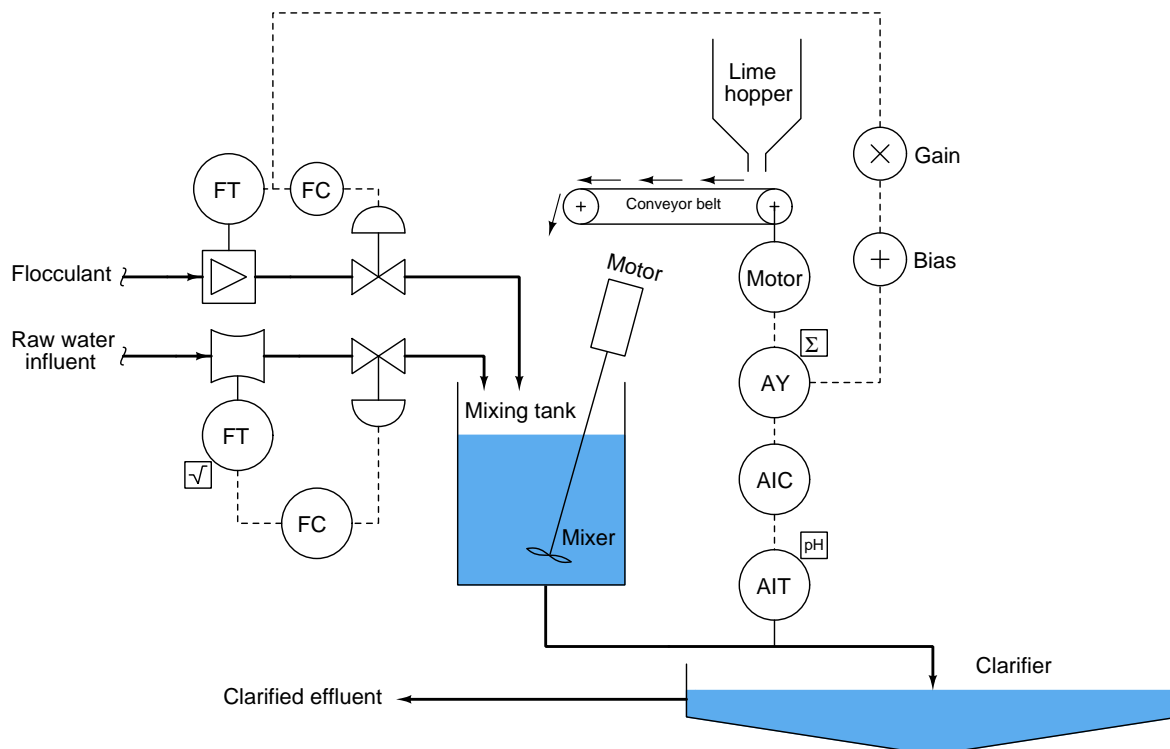 Lime
hopper
Gain
FT
FC
Conveyor belt
Bias
Flocculant
Motor
Motor
Raw water
influent
Σ
AY
Mixing tank
FT
√
AIC
FC
Mixer
pH
AIT
Clarifier
Clarified effluent